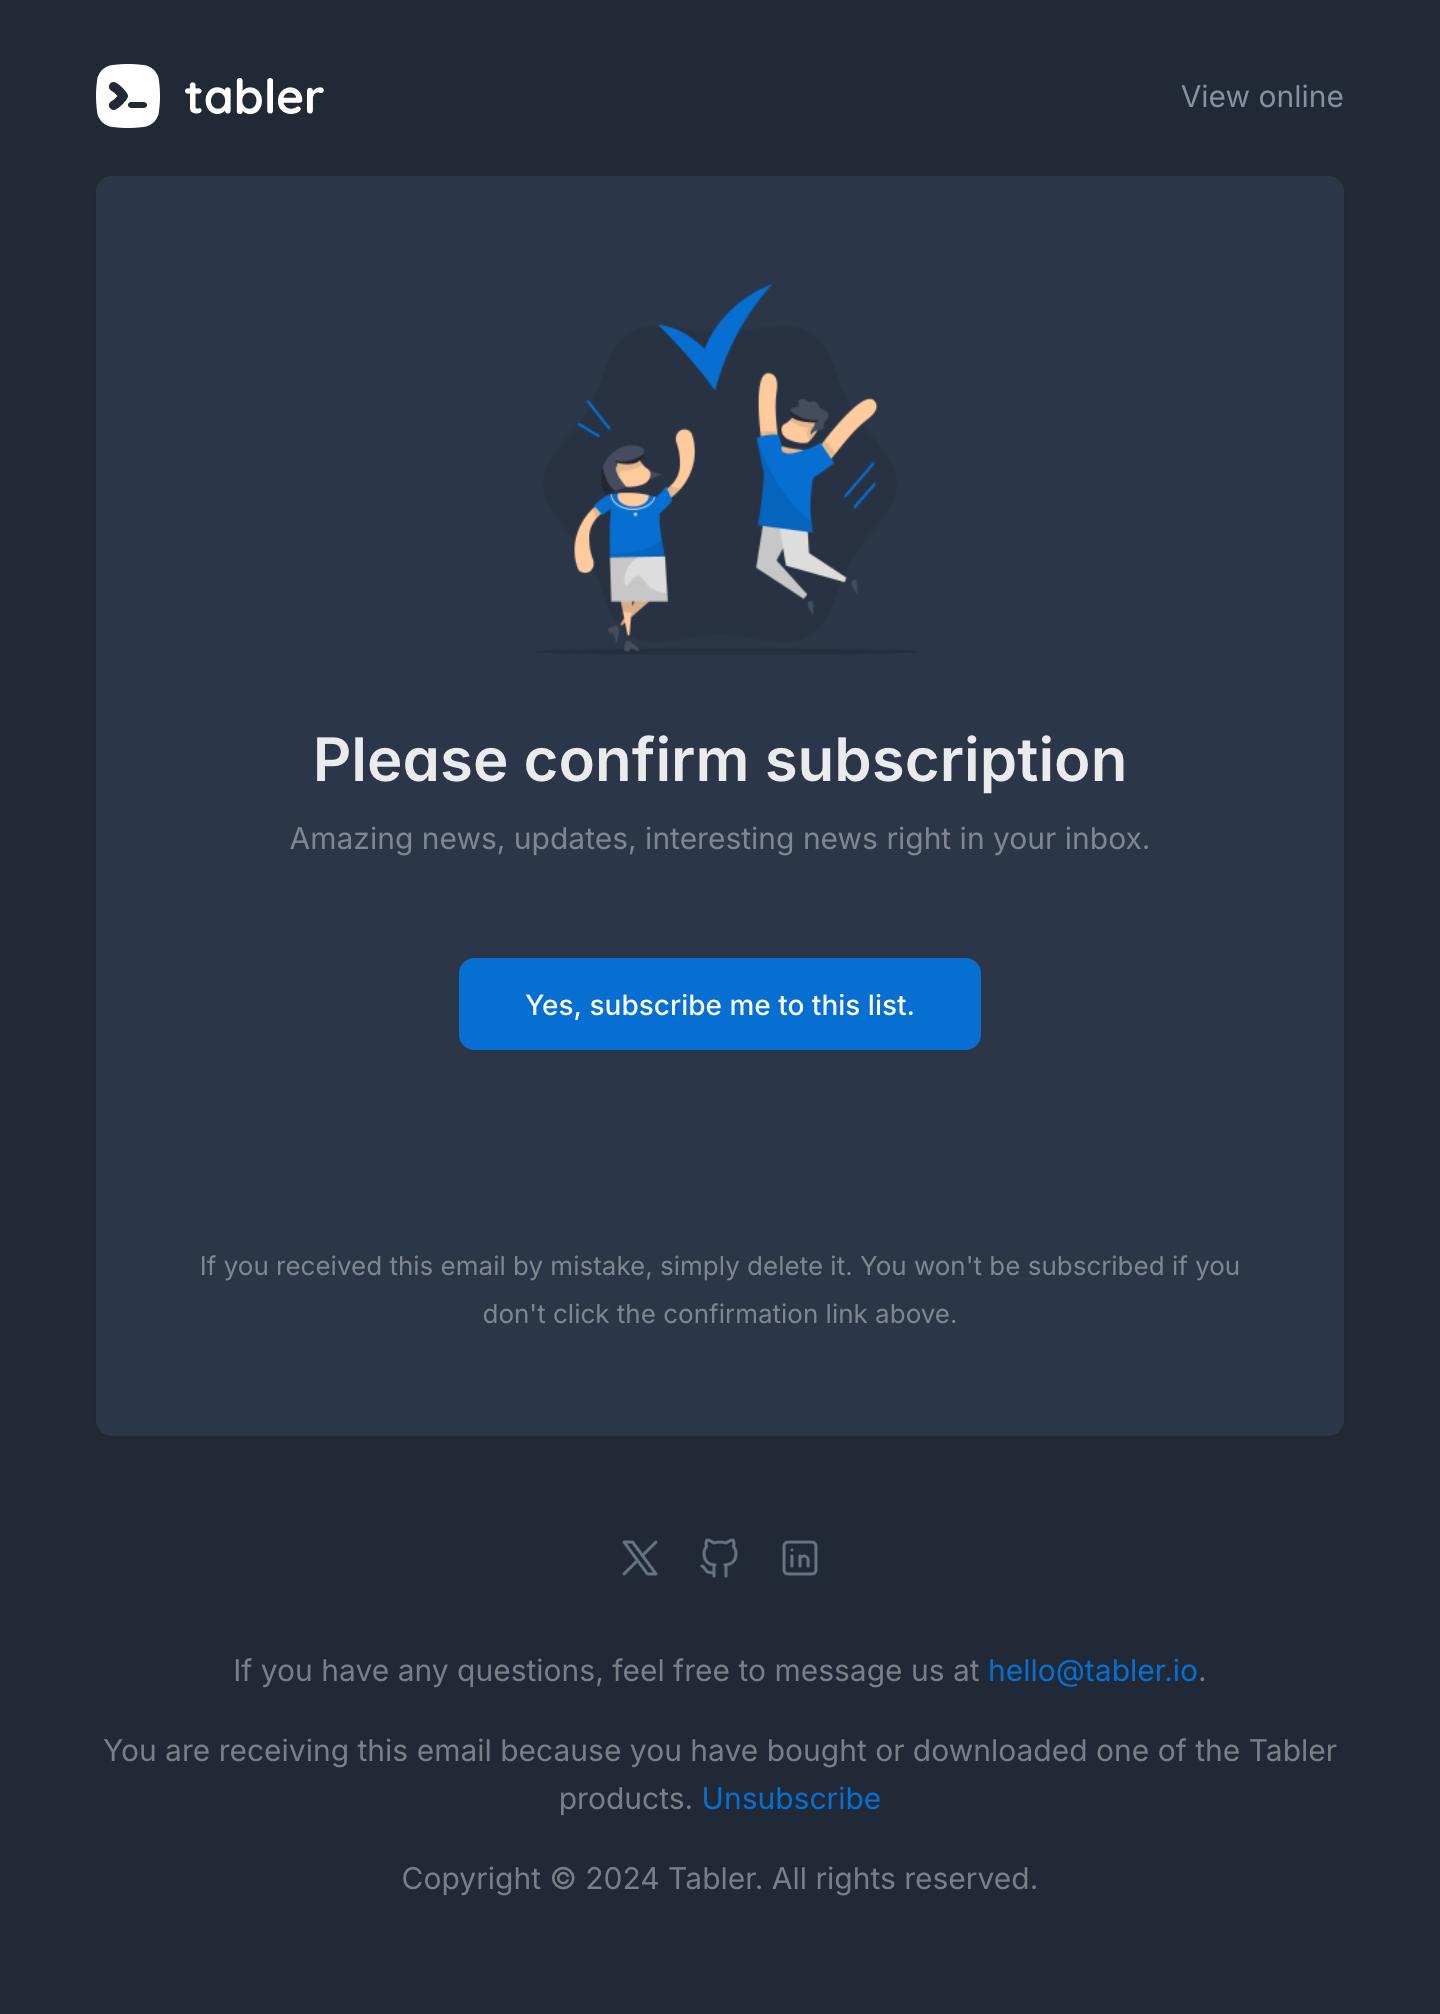 tabler
View online
Please confirm subscription
Amazing news, updates, interesting news right in your inbox.
Yes, subscribe me to this list.
If you received this email by mistake, simply delete it. You won't be subscribed if you
don't click the confirmation link above.
in
If you have any questions, feel free to message us at hello@tabler.io.
You are receiving this email because you have bought or downloaded one of the Tabler
products. Unsubscribe
Copyright © 2024 Tabler. All rights reserved.